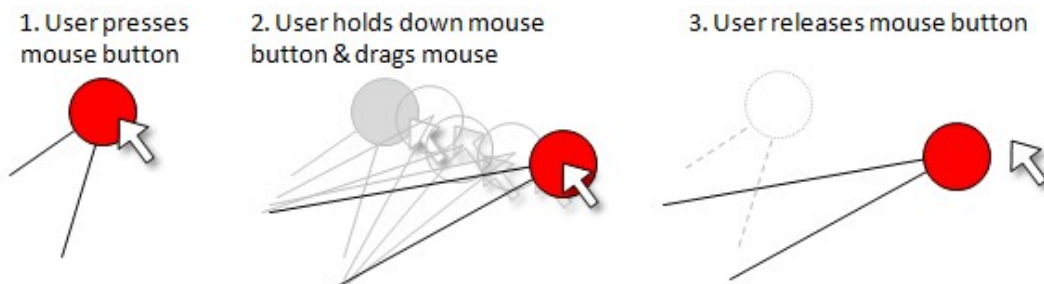 1. User presses
mouse button
2. User holds down mouse
button & drags mouse
3. User releases mouse button